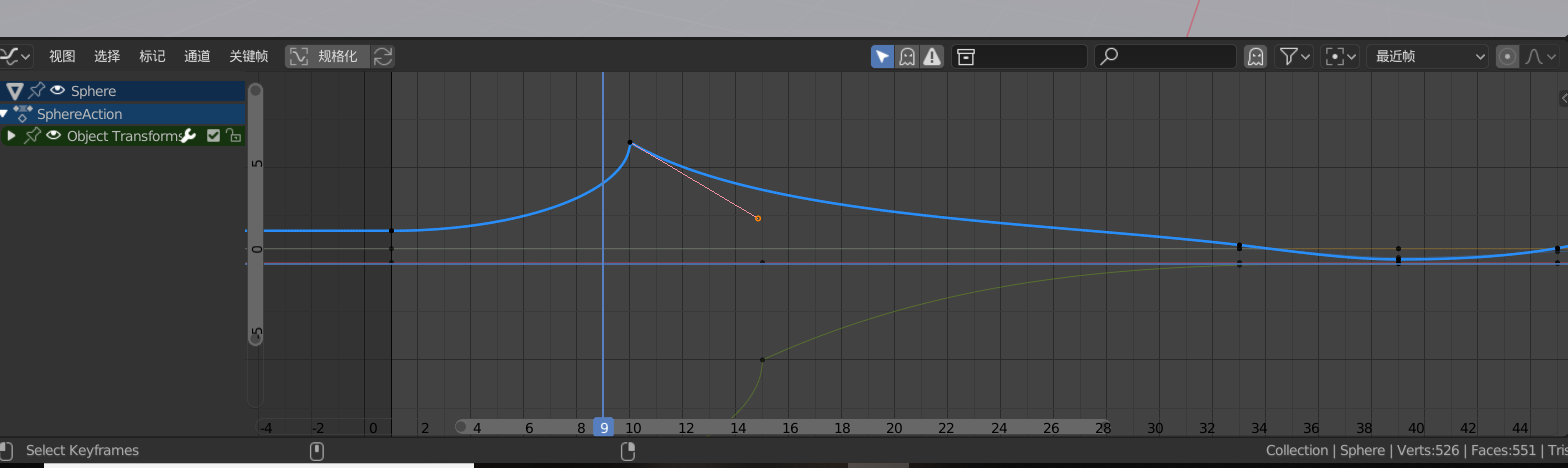 视图 选择 标记 通道 关键帧 规格化 最近帧
Sphere
SphereAction
Object Transforms
5
0
-5
-4 -2 0 2 4 6 8 9 10 12 14 16 18 20 22 24 26 28 30 32 34 36 38 40 42 44
Select Keyframes Collection | Sphere | Verts:526 | Faces:551 | Tris